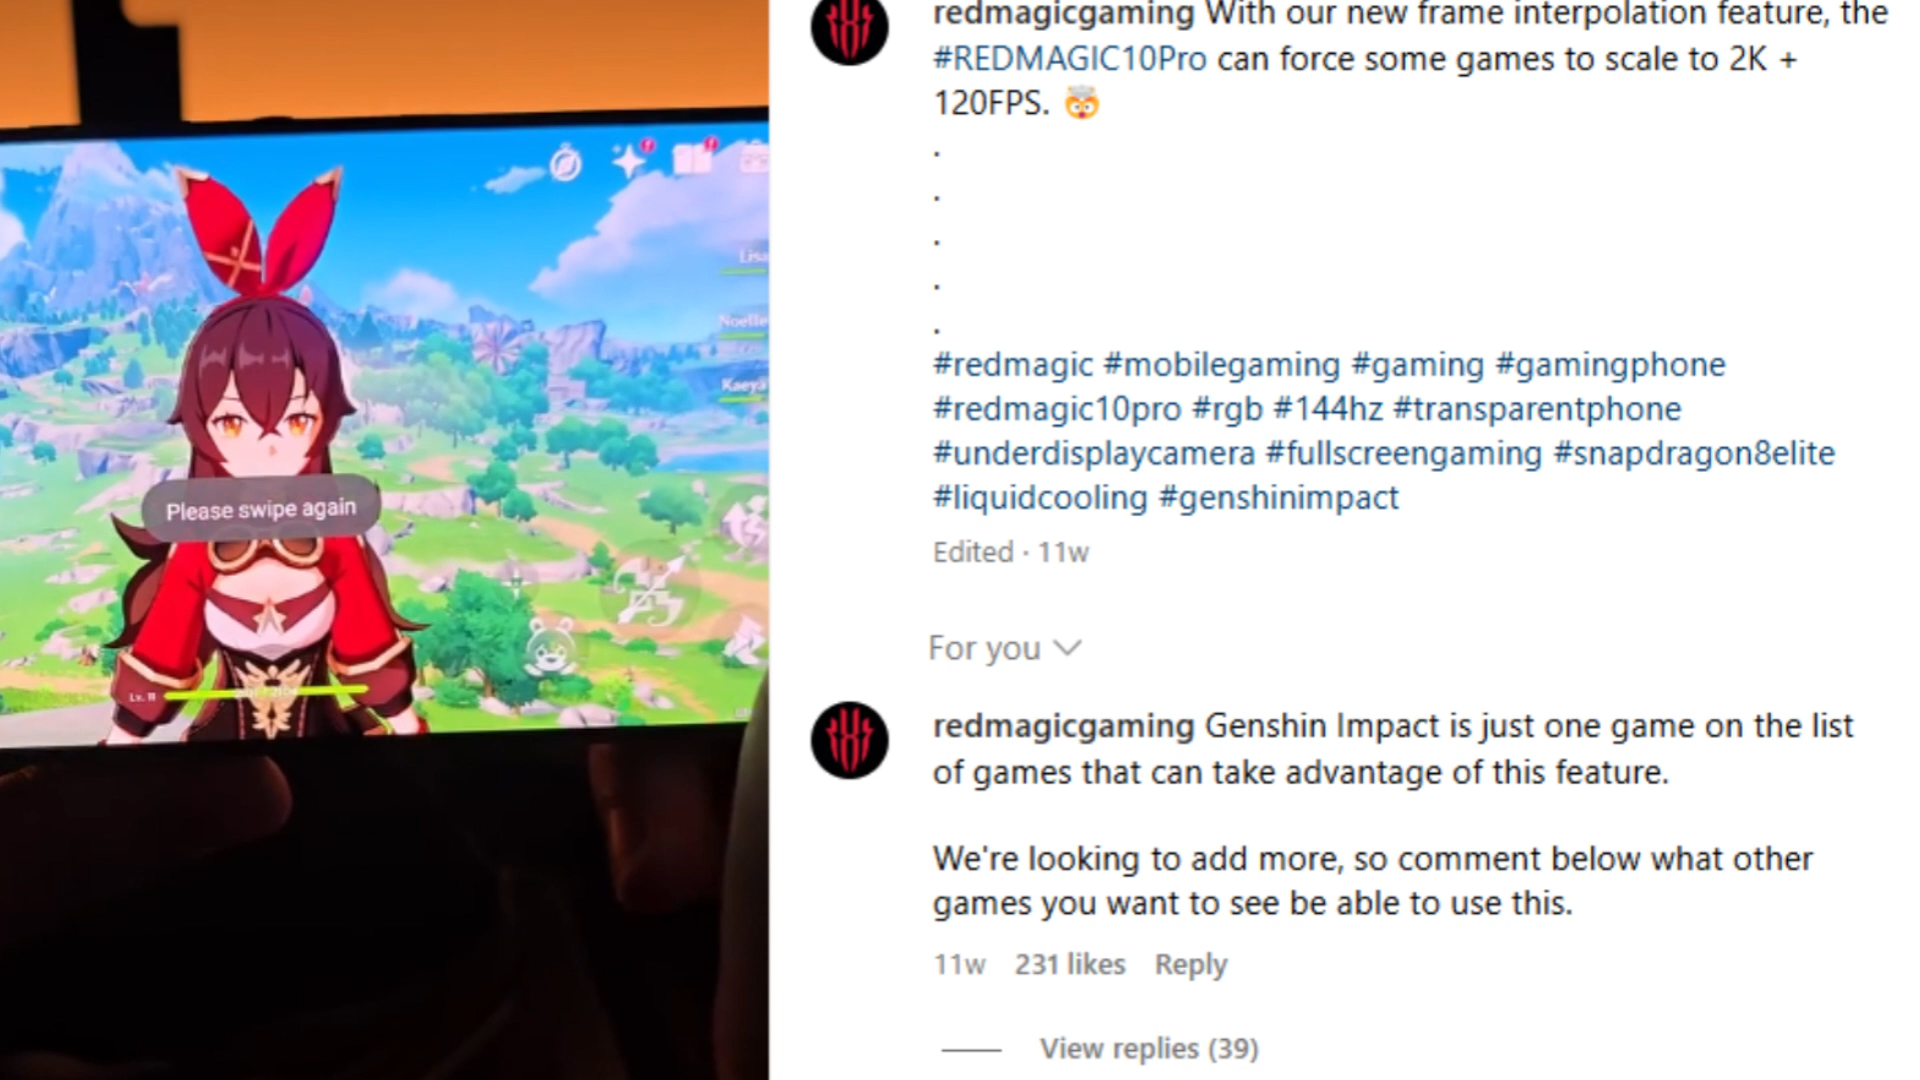 redmagicgaming With our new frame interpolation feature, the
#REDMAGIC10Pro can force some games to scale to 2K +
120FPS. 🤯
.
.
.
.
.
#redmagic #mobilegaming #gaming #gamingphone
#redmagic10pro #rgb #144hz #transparentphone
#underdisplaycamera #fullscreengaming #snapdragon8elite
#liquidcooling #genshinimpact
Edited · 11w
For you
redmagicgaming Genshin Impact is just one game on the list
of games that can take advantage of this feature.
We're looking to add more, so comment below what other
games you want to see be able to use this.
11w 231 likes Reply
View replies (39)
Lisa
Noelle
Kaeya
Please swipe again